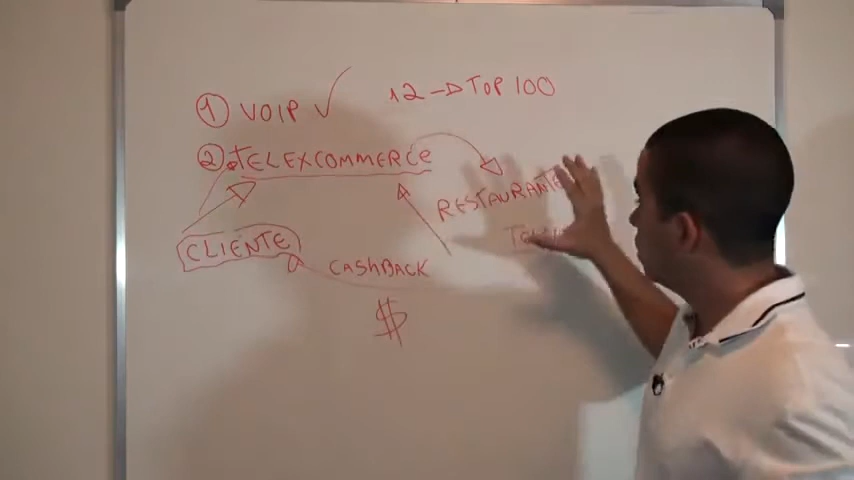 ① VOIP ✓ 12 → TOP 100
② TELEXCOMMERCE
RESTAURANTE
CLIENTE
CASHBACK
$